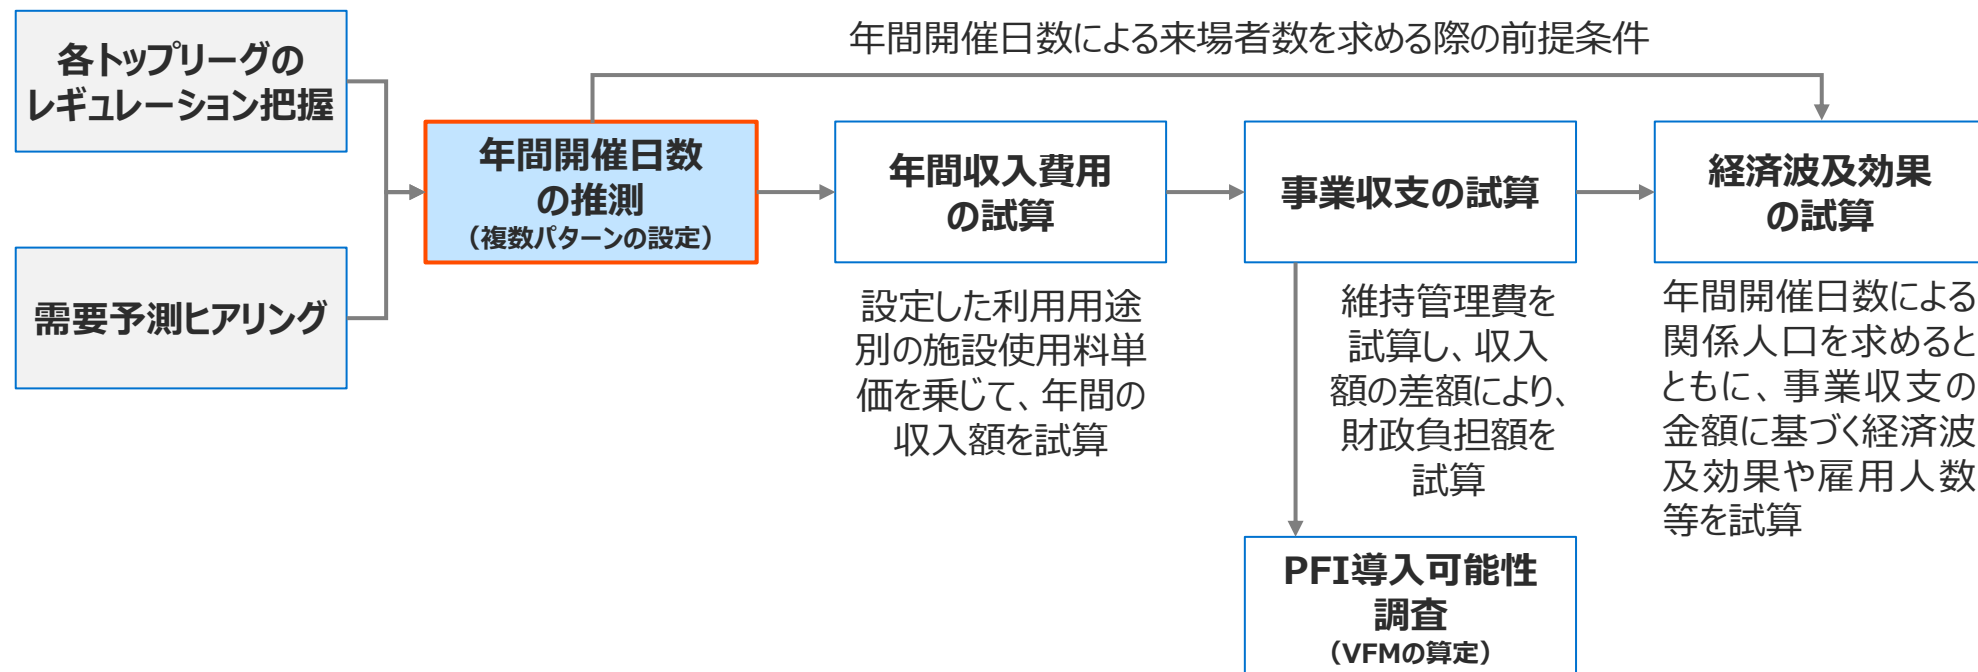 年間開催日数による来場者数を求める際の前提条件
各トップリーグの
レギュレーション把握
需要予測ヒアリング
年間開催日数
の推測
（複数パターンの設定）
年間収入費用
の試算
設定した利用用途
別の施設使用料単
価を乗じて、年間の
収入額を試算
事業収支の試算
維持管理費を
試算し、収入
額の差額により、
財政負担額を
試算
PFI導入可能性
調査
（VFMの算定）
経済波及効果
の試算
年間開催日数による
関係人口を求めると
ともに、事業収支の
金額に基づく経済波
及効果や雇用人数
等を試算